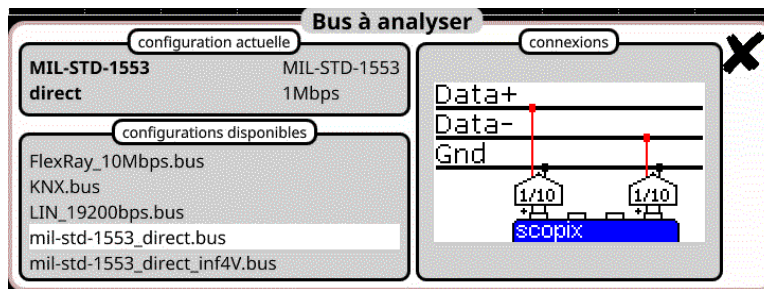 Bus à analyser
configuration actuelle
MIL-STD-1553 MIL-STD-1553
direct 1Mbps
configurations disponibles
FlexRay_10Mbps.bus
KNX.bus
LIN_19200bps.bus
mil-std-1553_direct.bus
mil-std-1553_direct_inf4V.bus
connexions
Data+
Data-
Gnd
1/10 1/10
+ +
scopix